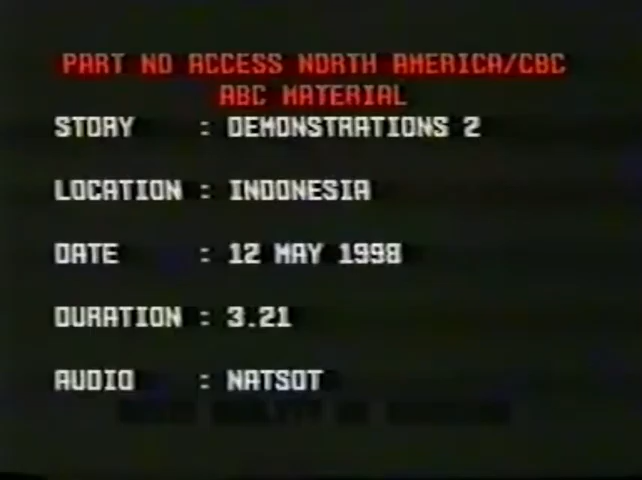 PART NO ACCESS NORTH AMERICA/CBC
ABC MATERIAL
STORY : DEMONSTRATIONS 2
LOCATION : INDONESIA
DATE : 12 MAY 1998
DURATION : 3.21
AUDIO : NATSOT